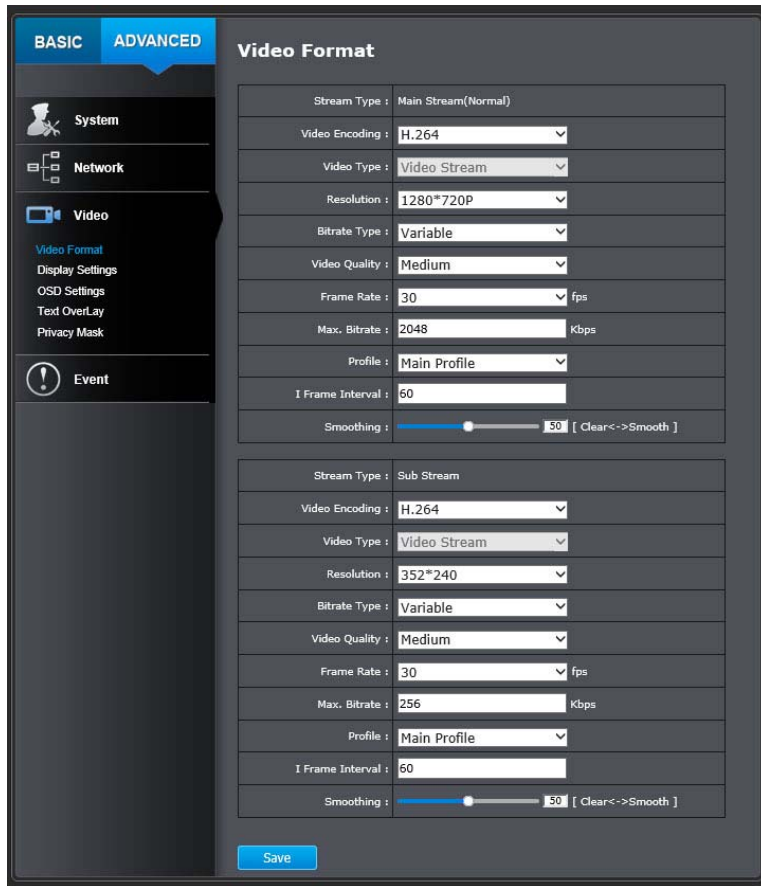 BASIC ADVANCED
System
Network
Video
Video Format
Display Settings
OSD Settings
Text OverLay
Privacy Mask
Event
Video Format
Stream Type : Main Stream(Normal)
Video Encoding : H.264
Video Type : Video Stream
Resolution : 1280*720P
Bitrate Type : Variable
Video Quality : Medium
Frame Rate : 30 fps
Max. Bitrate : 2048 Kbps
Profile : Main Profile
I Frame Interval : 60
Smoothing : 50 [ Clear<->Smooth ]
Stream Type : Sub Stream
Video Encoding : H.264
Video Type : Video Stream
Resolution : 352*240
Bitrate Type : Variable
Video Quality : Medium
Frame Rate : 30 fps
Max. Bitrate : 256 Kbps
Profile : Main Profile
I Frame Interval : 60
Smoothing : 50 [ Clear<->Smooth ]
Save